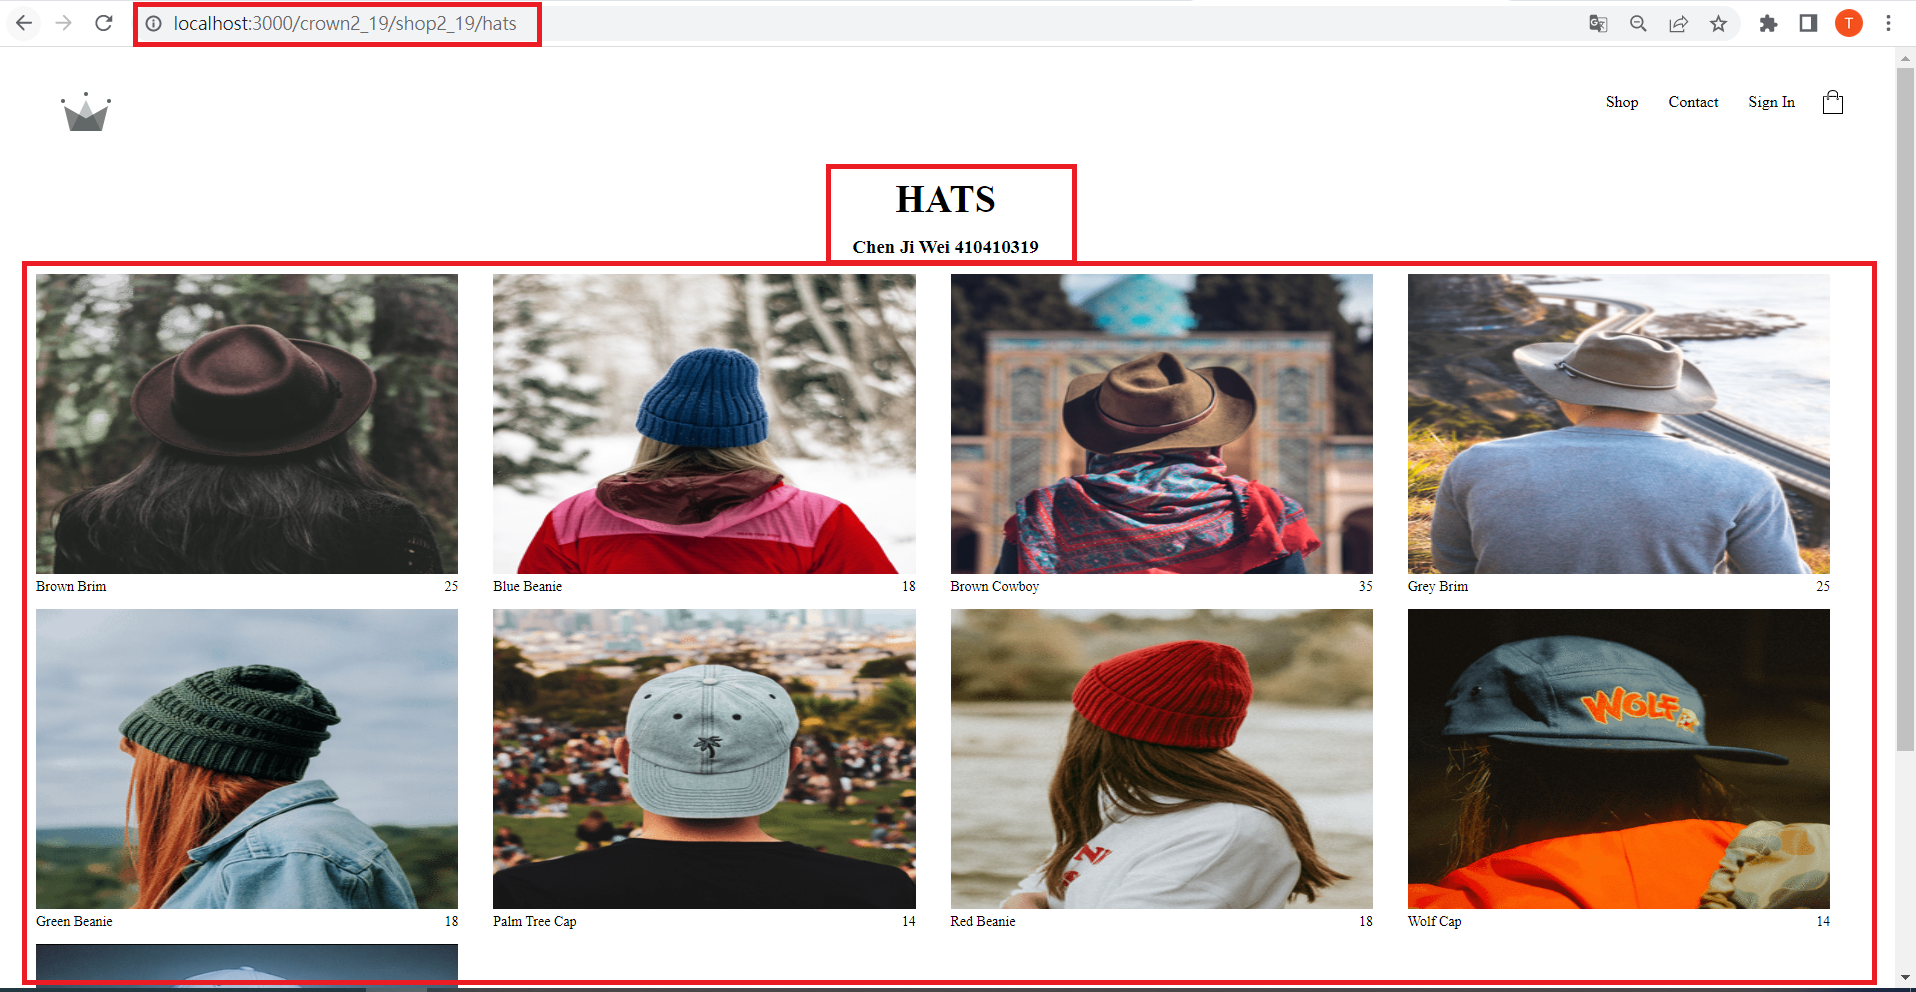 localhost:3000/crown2_19/shop2_19/hats
T
Shop Contact Sign In
HATS
Chen Ji Wei 410410319
Brown Brim 25
Blue Beanie 18
Brown Cowboy 35
Grey Brim 25
WOLF
Green Beanie 18
Palm Tree Cap 14
Red Beanie 18
Wolf Cap 14